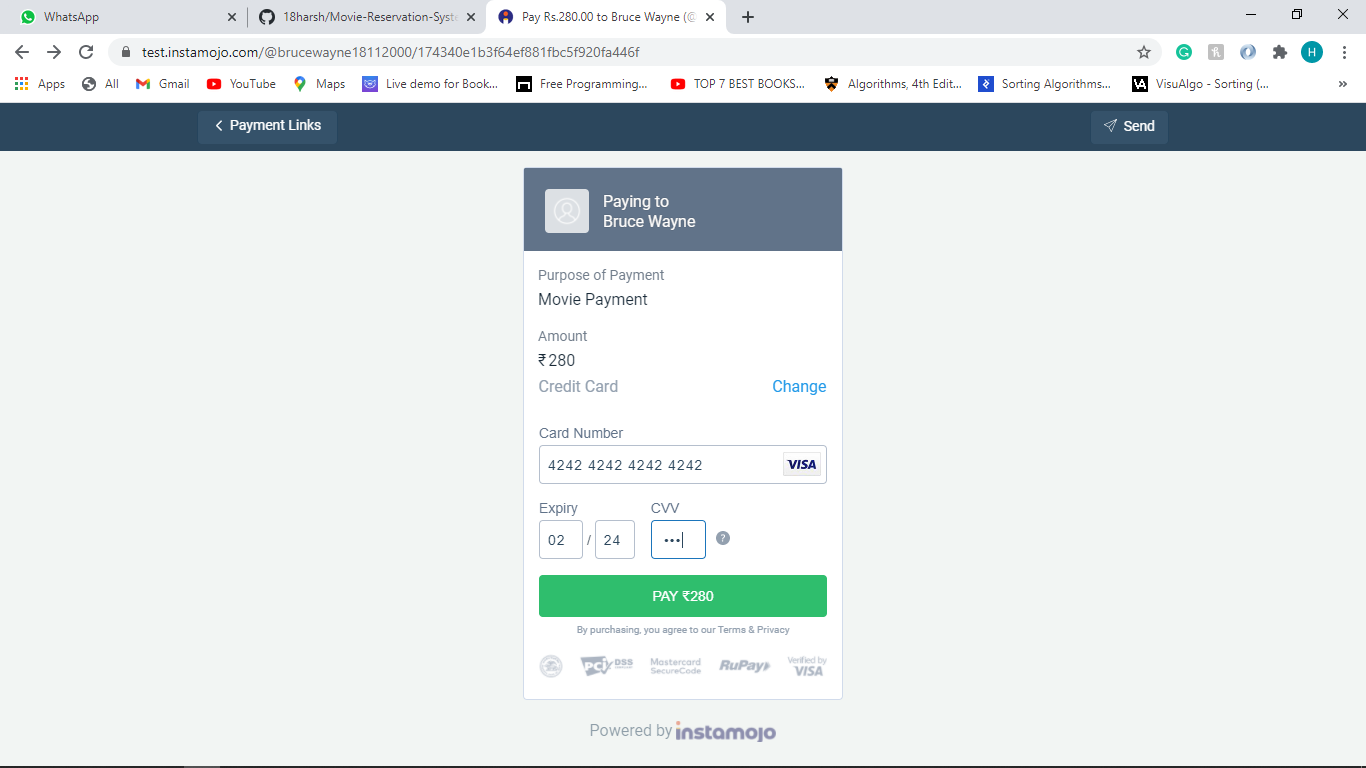 WhatsApp
18harsh/Movie-Reservation-Syste
Pay Rs.280.00 to Bruce Wayne (@
test.instamojo.com/@brucewayne18112000/174340e1b3f64ef881fbc5f920fa446f
H
Apps
All
Gmail
YouTube
Maps
Live demo for Book...
Free Programming...
TOP 7 BEST BOOKS...
Algorithms, 4th Edit...
Sorting Algorithms...
VisuAlgo - Sorting (...
Payment Links
Send
Paying to
Bruce Wayne
Purpose of Payment
Movie Payment
Amount
₹280
Credit Card Change
Card Number
4242 4242 4242 4242 VISA
Expiry CVV
02 / 24 ••• ?
PAY ₹280
By purchasing, you agree to our Terms & Privacy
PCI DSS
Mastercard
SecureCode
RuPay
Verified by
VISA
Powered by instamojo